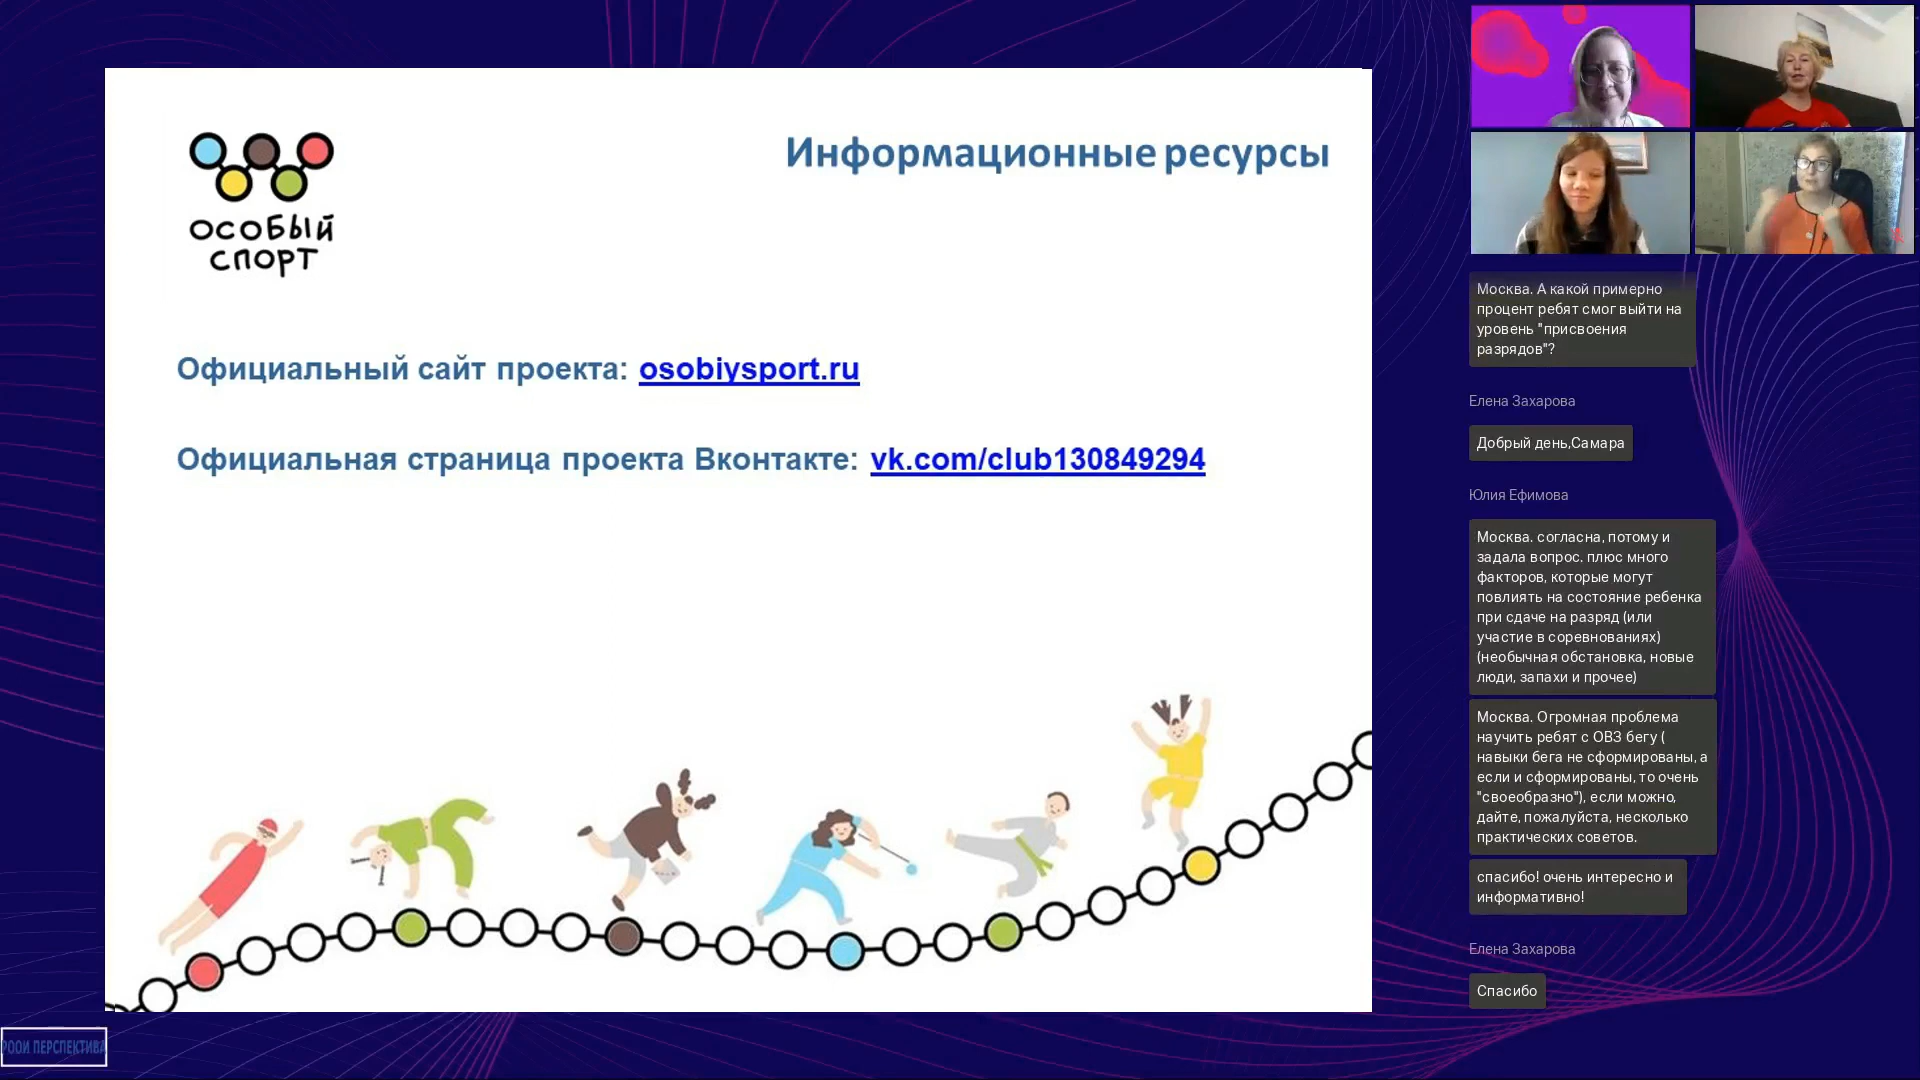 ОСОБЫЙ
СПОРТ
Информационные ресурсы
Официальный сайт проекта: osobiysport.ru
Официальная страница проекта Вконтакте: vk.com/club130849294
Москва. А какой примерно
процент ребят смог выйти на
уровень "присвоения
разрядов"?
Елена Захарова
Добрый день,Самара
Юлия Ефимова
Москва. согласна, потому и
задала вопрос. плюс много
факторов, которые могут
повлиять на состояние ребенка
при сдаче на разряд (или
участие в соревнованиях)
(необычная обстановка, новые
люди, запахи и прочее)
Москва. Огромная проблема
научить ребят с ОВЗ бегу (
навыки бега не сформированы, а
если и сформированы, то очень
"своеобразно"), если можно,
дайте, пожалуйста, несколько
практических советов.
спасибо! очень интересно и
информативно!
Елена Захарова
Спасибо
РООИ ПЕРСПЕКТИВА